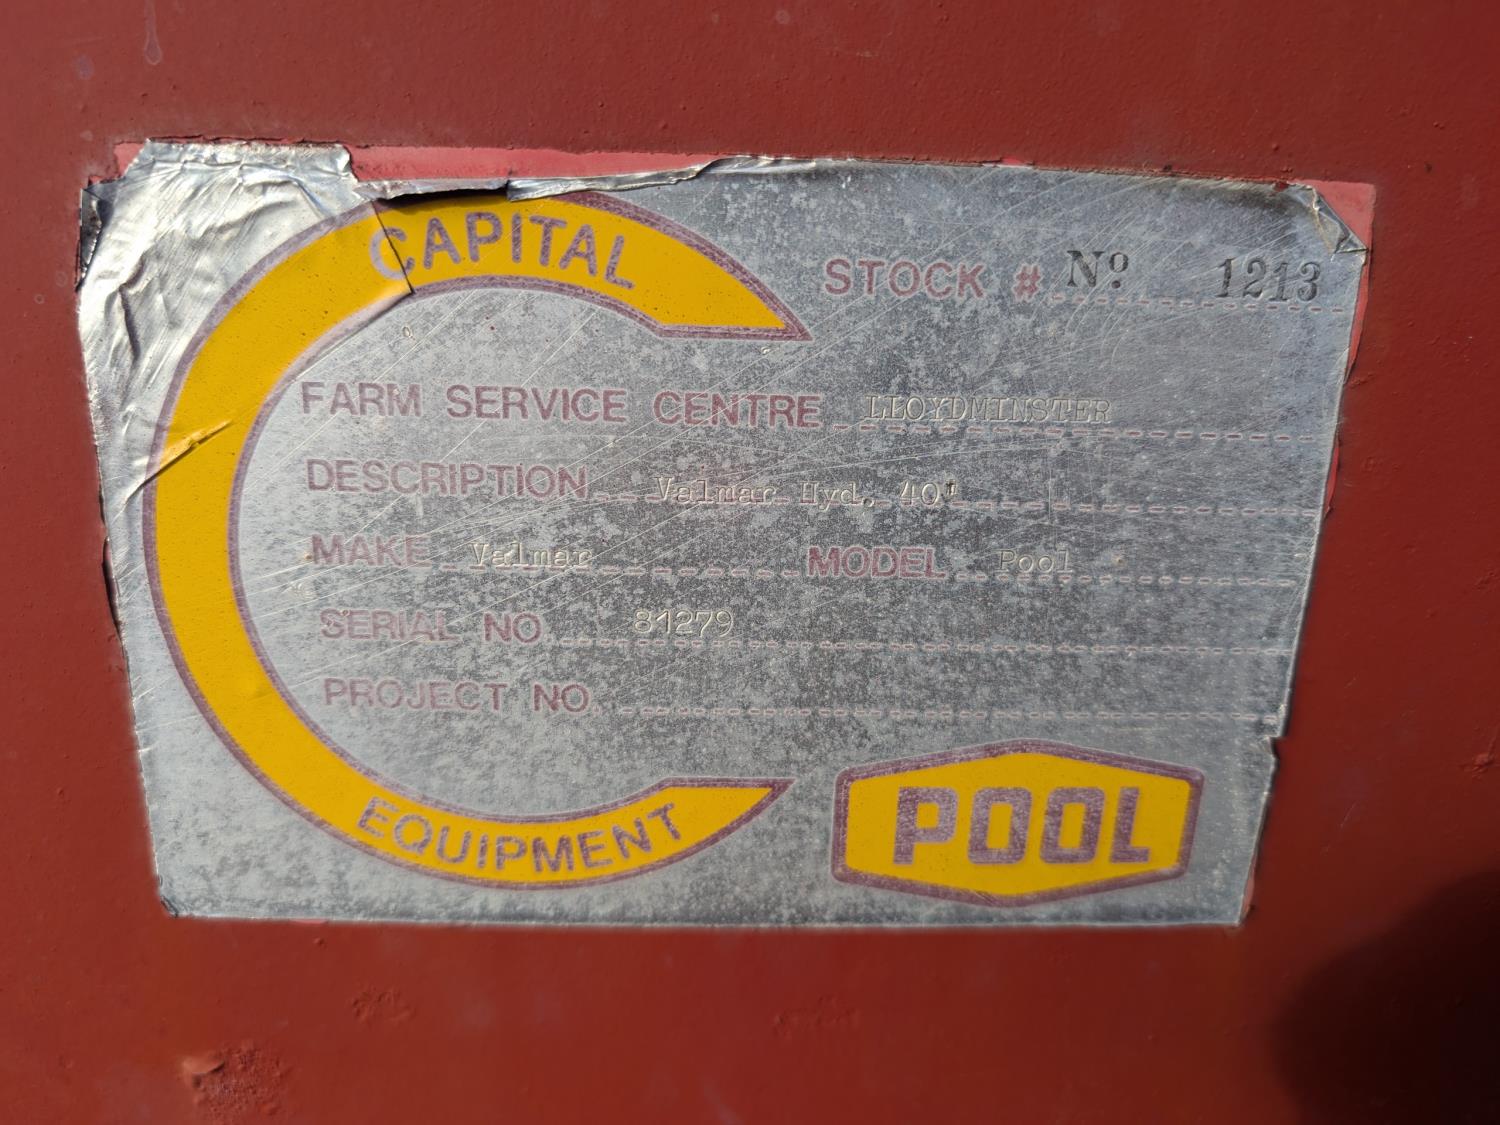 CAPITAL
STOCK # Nº 1213
FARM SERVICE CENTRE LLOYDMINSTER
DESCRIPTION Valmar Hyd. 40'
MAKE Valmar MODEL Pool
SERIAL NO 81279
PROJECT NO.
EQUIPMENT
POOL